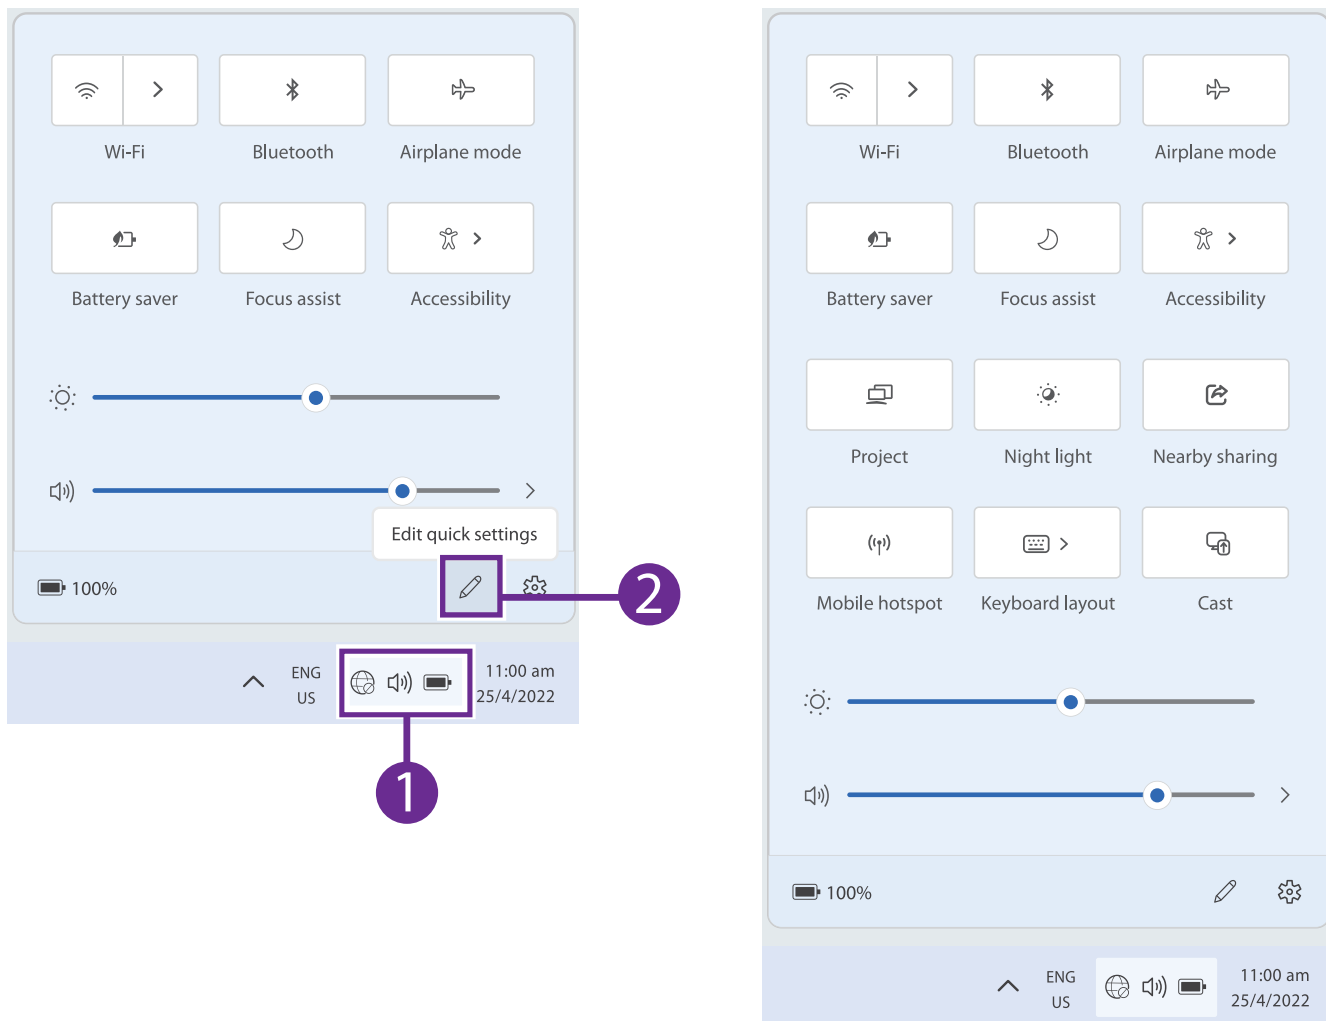 Wi-Fi Bluetooth Airplane mode
Battery saver Focus assist Accessibility
Edit quick settings
100%
2
ENG
US
11:00 am
25/4/2022
1
Wi-Fi Bluetooth Airplane mode
Battery saver Focus assist Accessibility
Project Night light Nearby sharing
Mobile hotspot Keyboard layout Cast
100%
ENG
US
11:00 am
25/4/2022